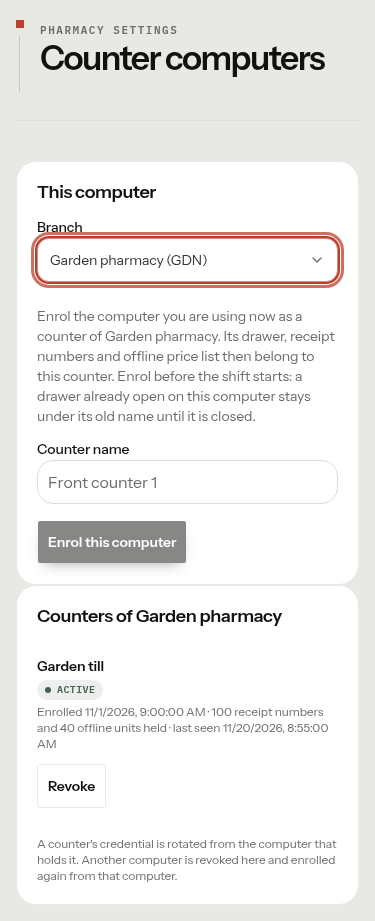 PHARMACY SETTINGS
Counter computers
This computer
Branch
Garden pharmacy (GDN)
Enrol the computer you are using now as a
counter of Garden pharmacy. Its drawer, receipt
numbers and offline price list then belong to
this counter. Enrol before the shift starts: a
drawer already open on this computer stays
under its old name until it is closed.
Counter name
Front counter 1
Enrol this computer
Counters of Garden pharmacy
Garden till
ACTIVE
Enrolled 11/1/2026, 9:00:00 AM · 100 receipt numbers
and 40 offline units held · last seen 11/20/2026, 8:55:00
AM
Revoke
A counter's credential is rotated from the computer that
holds it. Another computer is revoked here and enrolled
again from that computer.